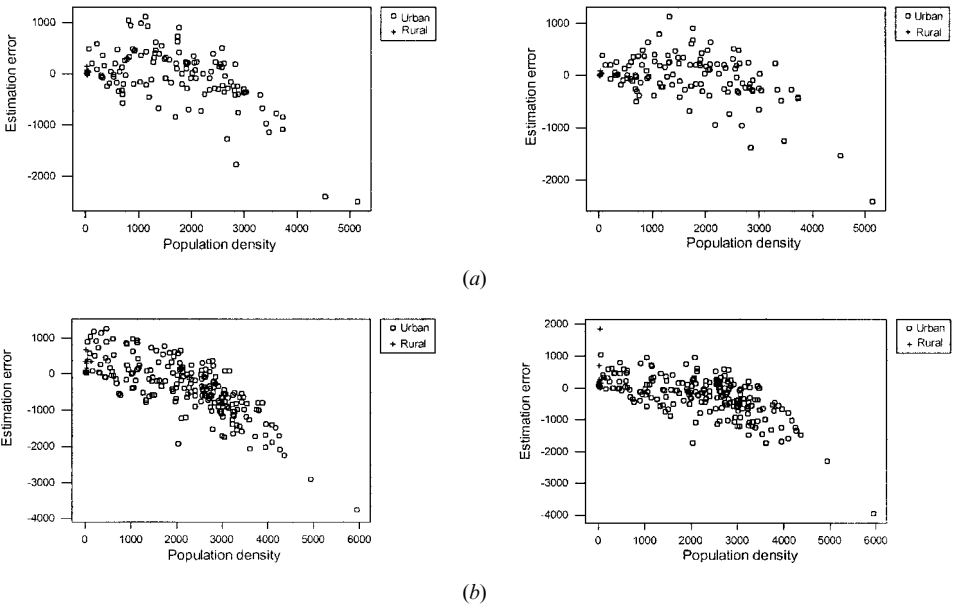 1000
0
-1000
-2000
Estimation error
0 1000 2000 3000 4000 5000
Population density
Urban
Rural
1000
0
-1000
-2000
Estimation error
0 1000 2000 3000 4000 5000
Population density
Urban
Rural
(a)
1000
0
-1000
-2000
-3000
-4000
Estimation error
0 1000 2000 3000 4000 5000 6000
Population density
Urban
Rural
2000
1000
0
-1000
-2000
-3000
-4000
Estimation error
0 1000 2000 3000 4000 5000 6000
Population density
Urban
Rural
(b)